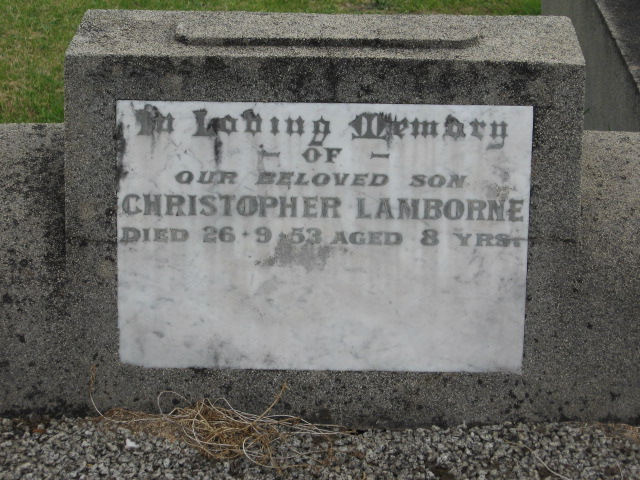 In Loving Memory
- OF -
OUR BELOVED SON
CHRISTOPHER LAMBORNE
DIED 26·9·53 AGED 8 YRS.